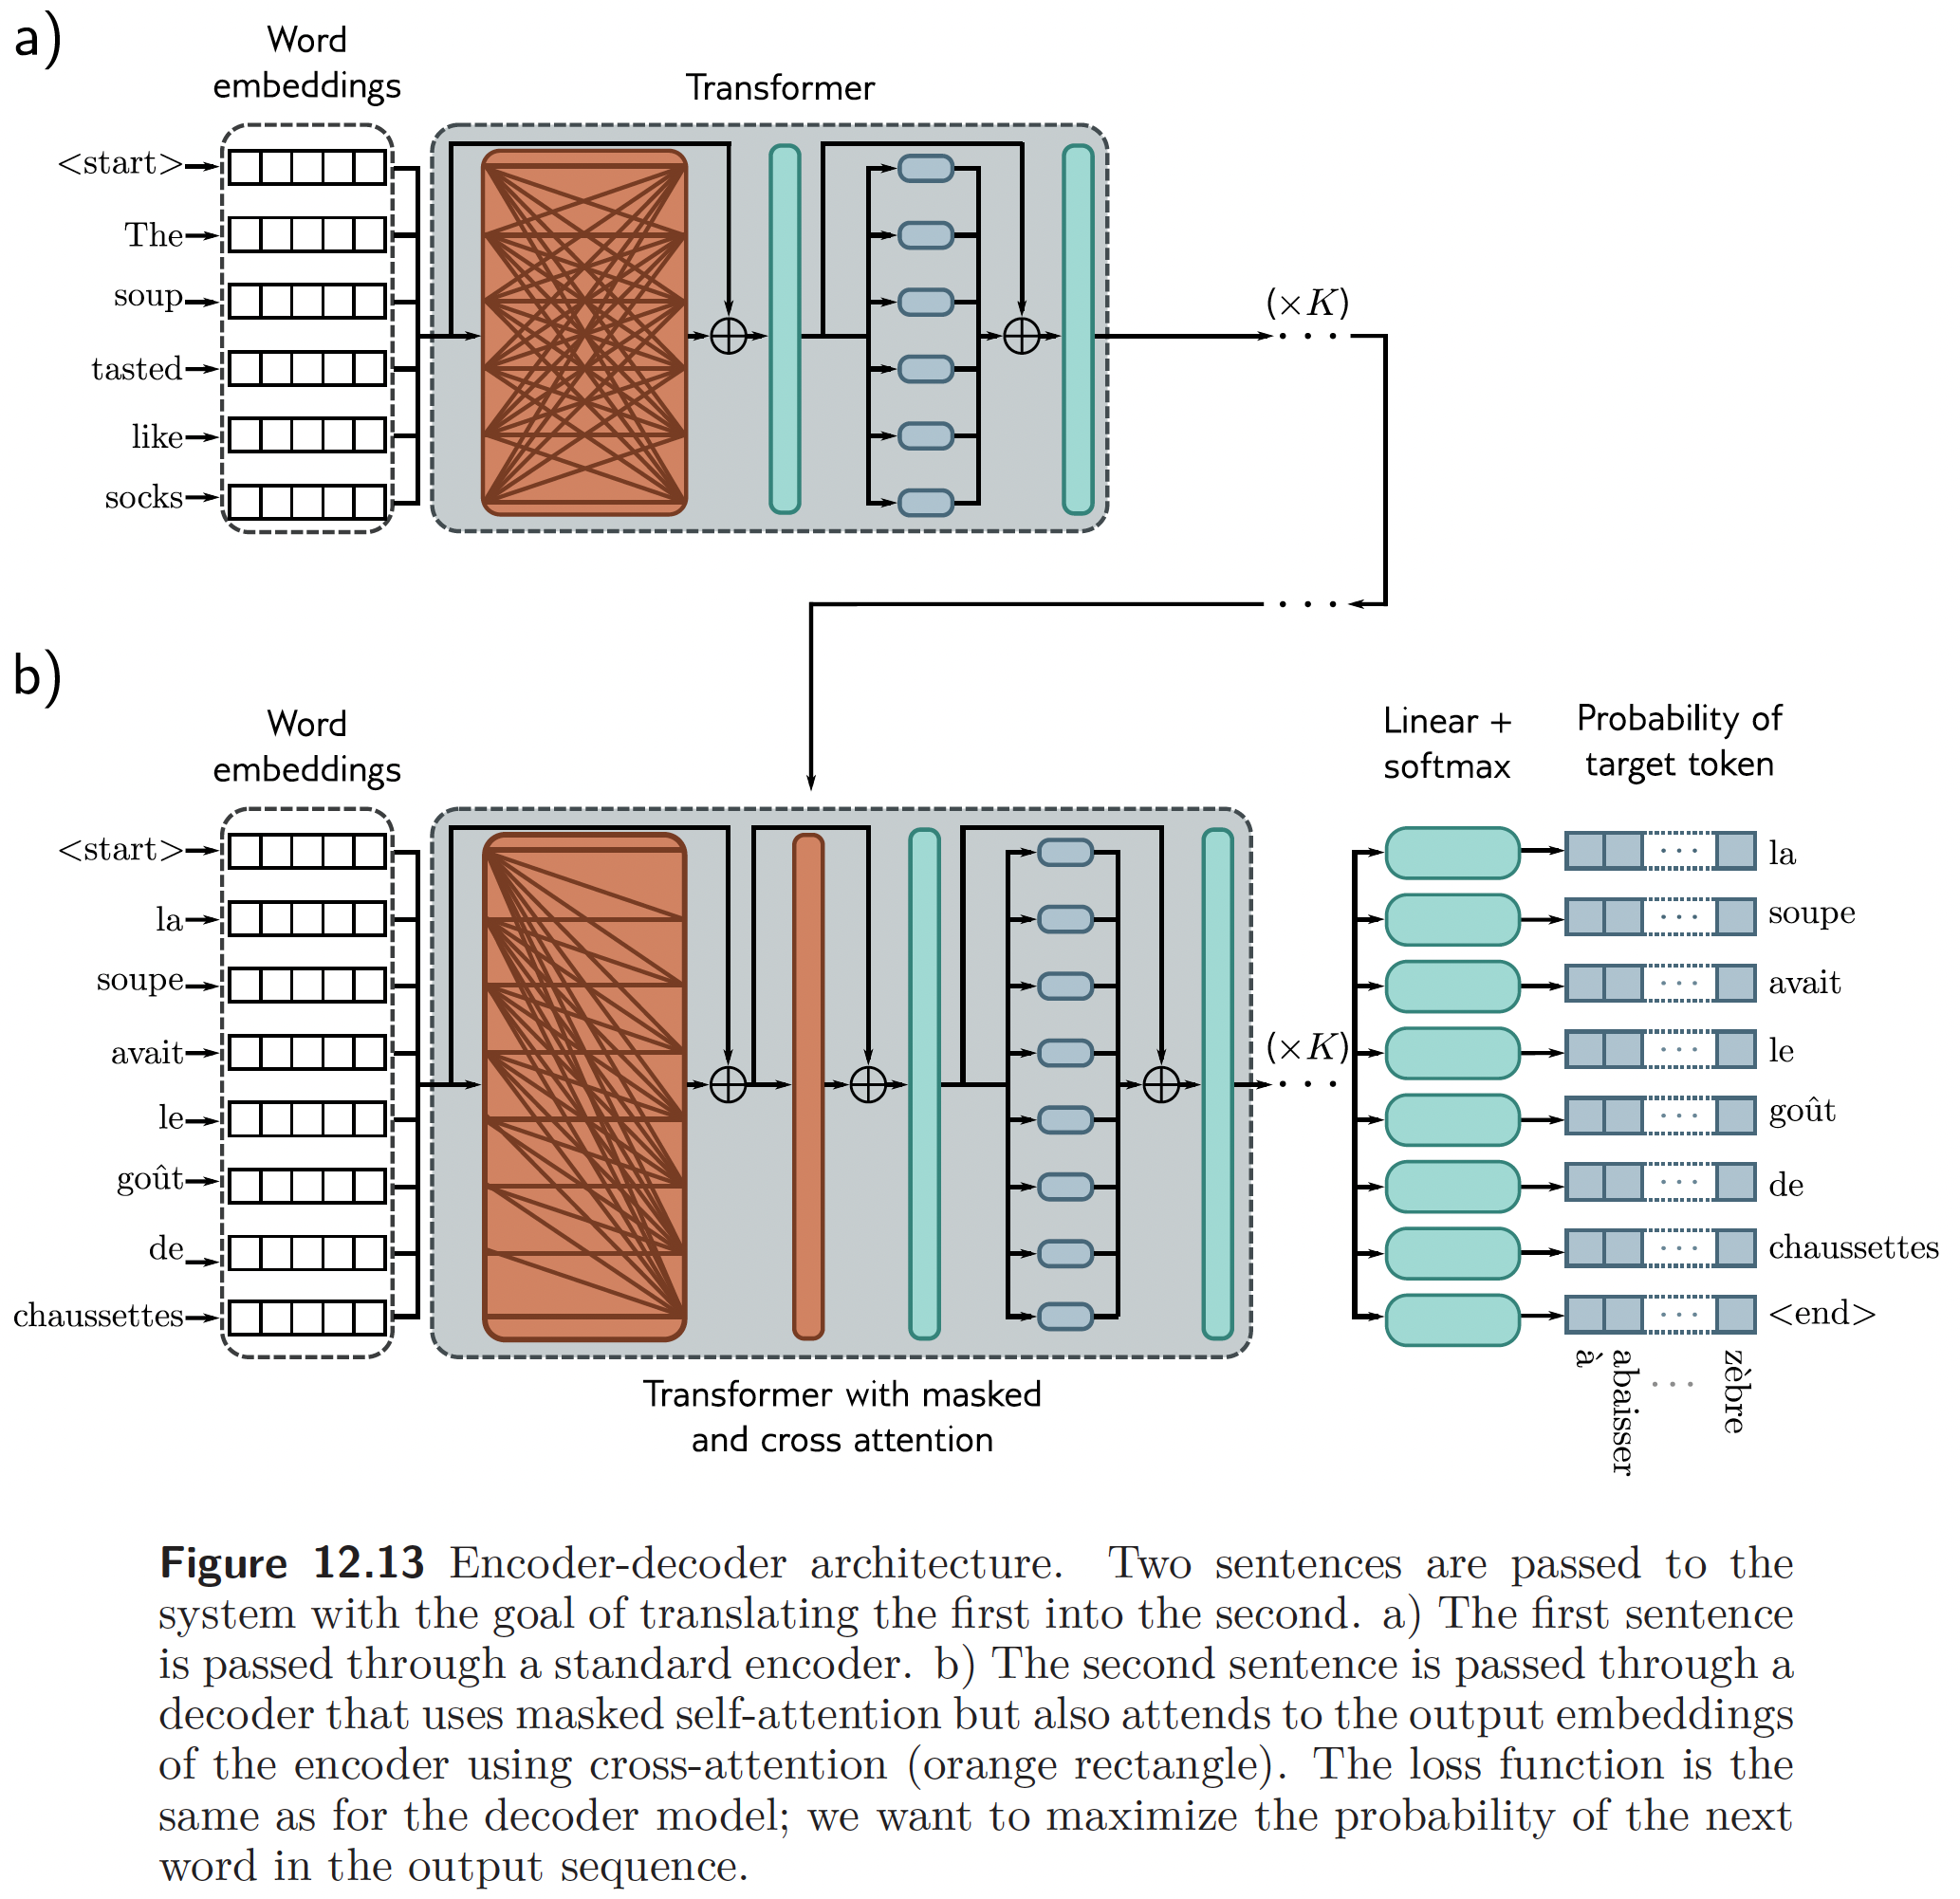 a)
Word
embeddings
Transformer
<start>
The
soup
tasted
like
socks
(×K)
· · ·
· · ·
b)
Word
embeddings
Linear +
softmax
Probability of
target token
<start>
la
soupe
avait
le
goût
de
chaussettes
(×K)
· · ·
· · · la
· · · soupe
· · · avait
· · · le
· · · goût
· · · de
· · · chaussettes
· · · <end>
à
abaisser
· · ·
zèbre
Transformer with masked
and cross attention
Figure 12.13 Encoder-decoder architecture. Two sentences are passed to the
system with the goal of translating the first into the second. a) The first sentence
is passed through a standard encoder. b) The second sentence is passed through a
decoder that uses masked self-attention but also attends to the output embeddings
of the encoder using cross-attention (orange rectangle). The loss function is the
same as for the decoder model; we want to maximize the probability of the next
word in the output sequence.